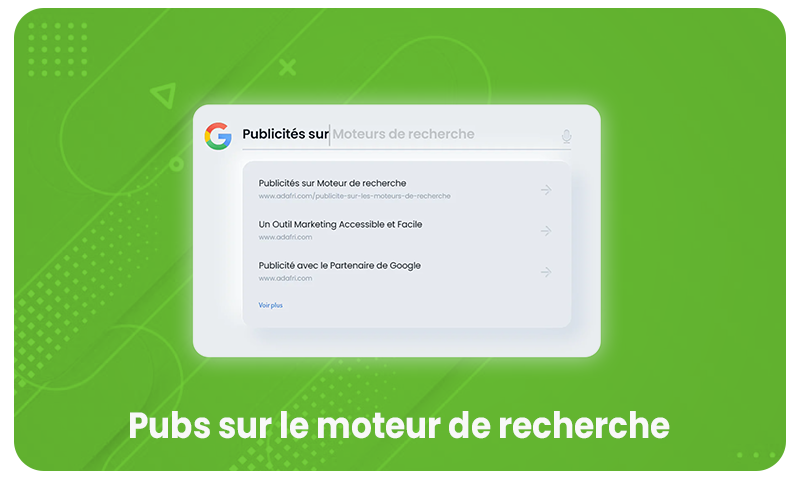 Publicités sur Moteurs de recherche
Publicités sur Moteur de recherche
www.adafri.com/publicite-sur-les-moteurs-de-recherche
Un Outil Marketing Accessible et Facile
www.adafri.com
Publicité avec le Partenaire de Google
www.adafri.com
Voir plus
Pubs sur le moteur de recherche